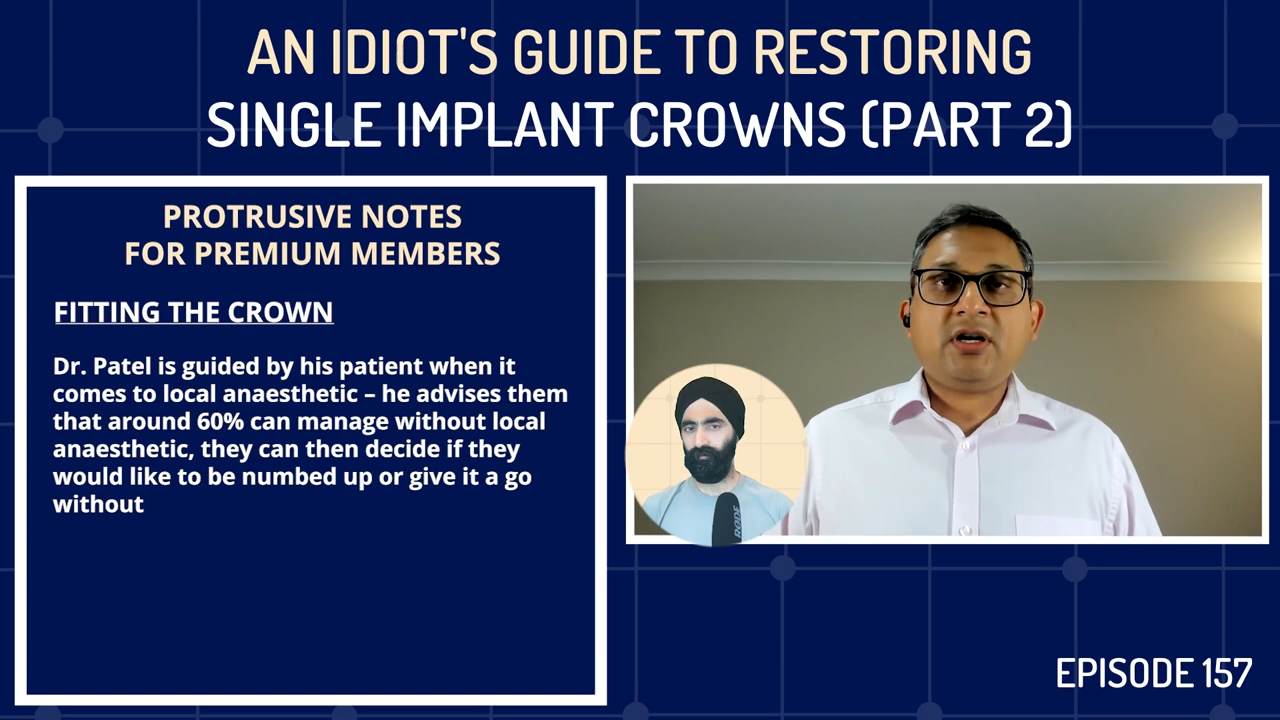 AN IDIOT'S GUIDE TO RESTORING
SINGLE IMPLANT CROWNS (PART 2)
PROTRUSIVE NOTES
FOR PREMIUM MEMBERS
FITTING THE CROWN
Dr. Patel is guided by his patient when it
comes to local anaesthetic – he advises them
that around 60% can manage without local
anaesthetic, they can then decide if they
would like to be numbed up or give it a go
without
RODE
EPISODE 157